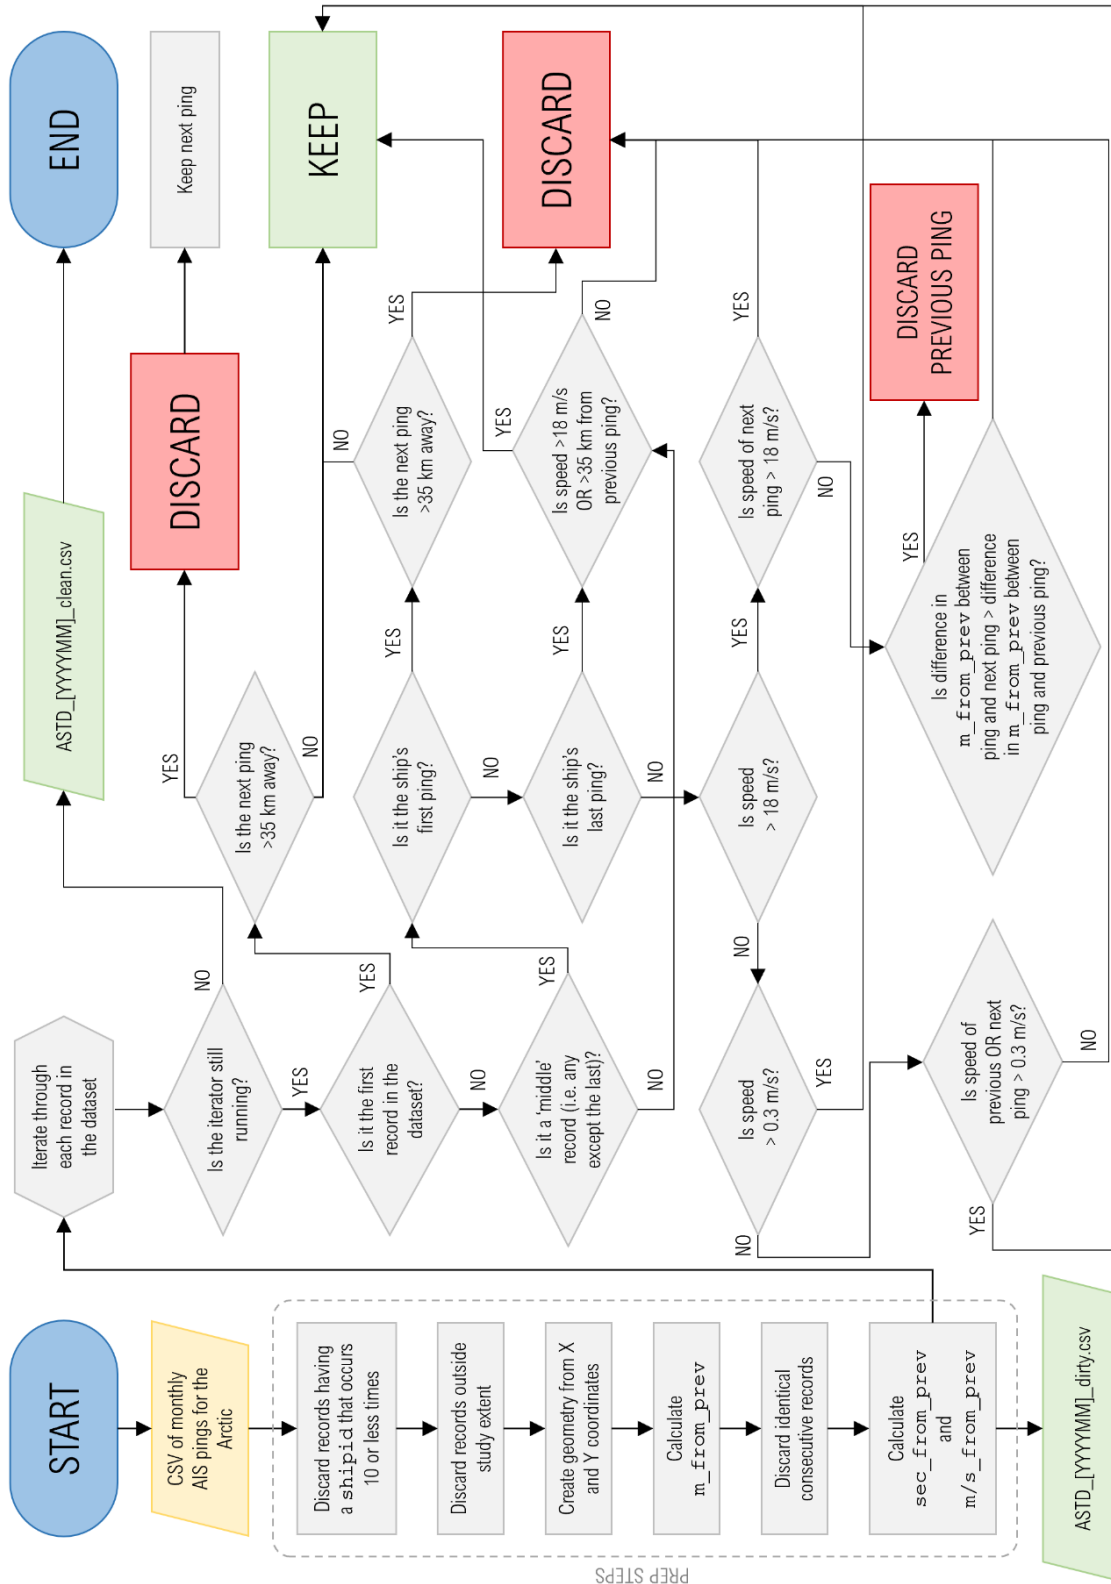 START
CSV of monthly
AIS pings for the
Arctic
PREP STEPS
Discard records having
a shipid that occurs
10 or less times
Discard records outside
study extent
Create geometry from X
and Y coordinates
Calculate
m_from_prev
Discard identical
consecutive records
Calculate
sec_from_prev
and
m/s_from_prev
ASTD_[YYYYMM]_dirty.csv
Iterate through
each record in
the dataset
Is the iterator still
running?
NO
YES
ASTD_[YYYYMM]_clean.csv
END
Is it the first
record in the
dataset?
YES
NO
Is the next ping
>35 km away?
YES
NO
DISCARD
Keep next ping
KEEP
Is it a 'middle'
record (i.e. any
except the last)?
YES
NO
Is it the ship's
first ping?
YES
NO
Is the next ping
>35 km away?
NO
YES
DISCARD
Is it the ship's
last ping?
YES
NO
Is speed >18 m/s
OR >35 km from
previous ping?
YES
NO
Is speed
> 18 m/s?
YES
NO
Is speed of next
ping > 18 m/s?
YES
NO
Is speed
> 0.3 m/s?
YES
NO
Is speed of
previous OR next
ping > 0.3 m/s?
YES
NO
Is difference in
m_from_prev between
ping and next ping > difference
in m_from_prev between
ping and previous ping?
YES
DISCARD
PREVIOUS PING